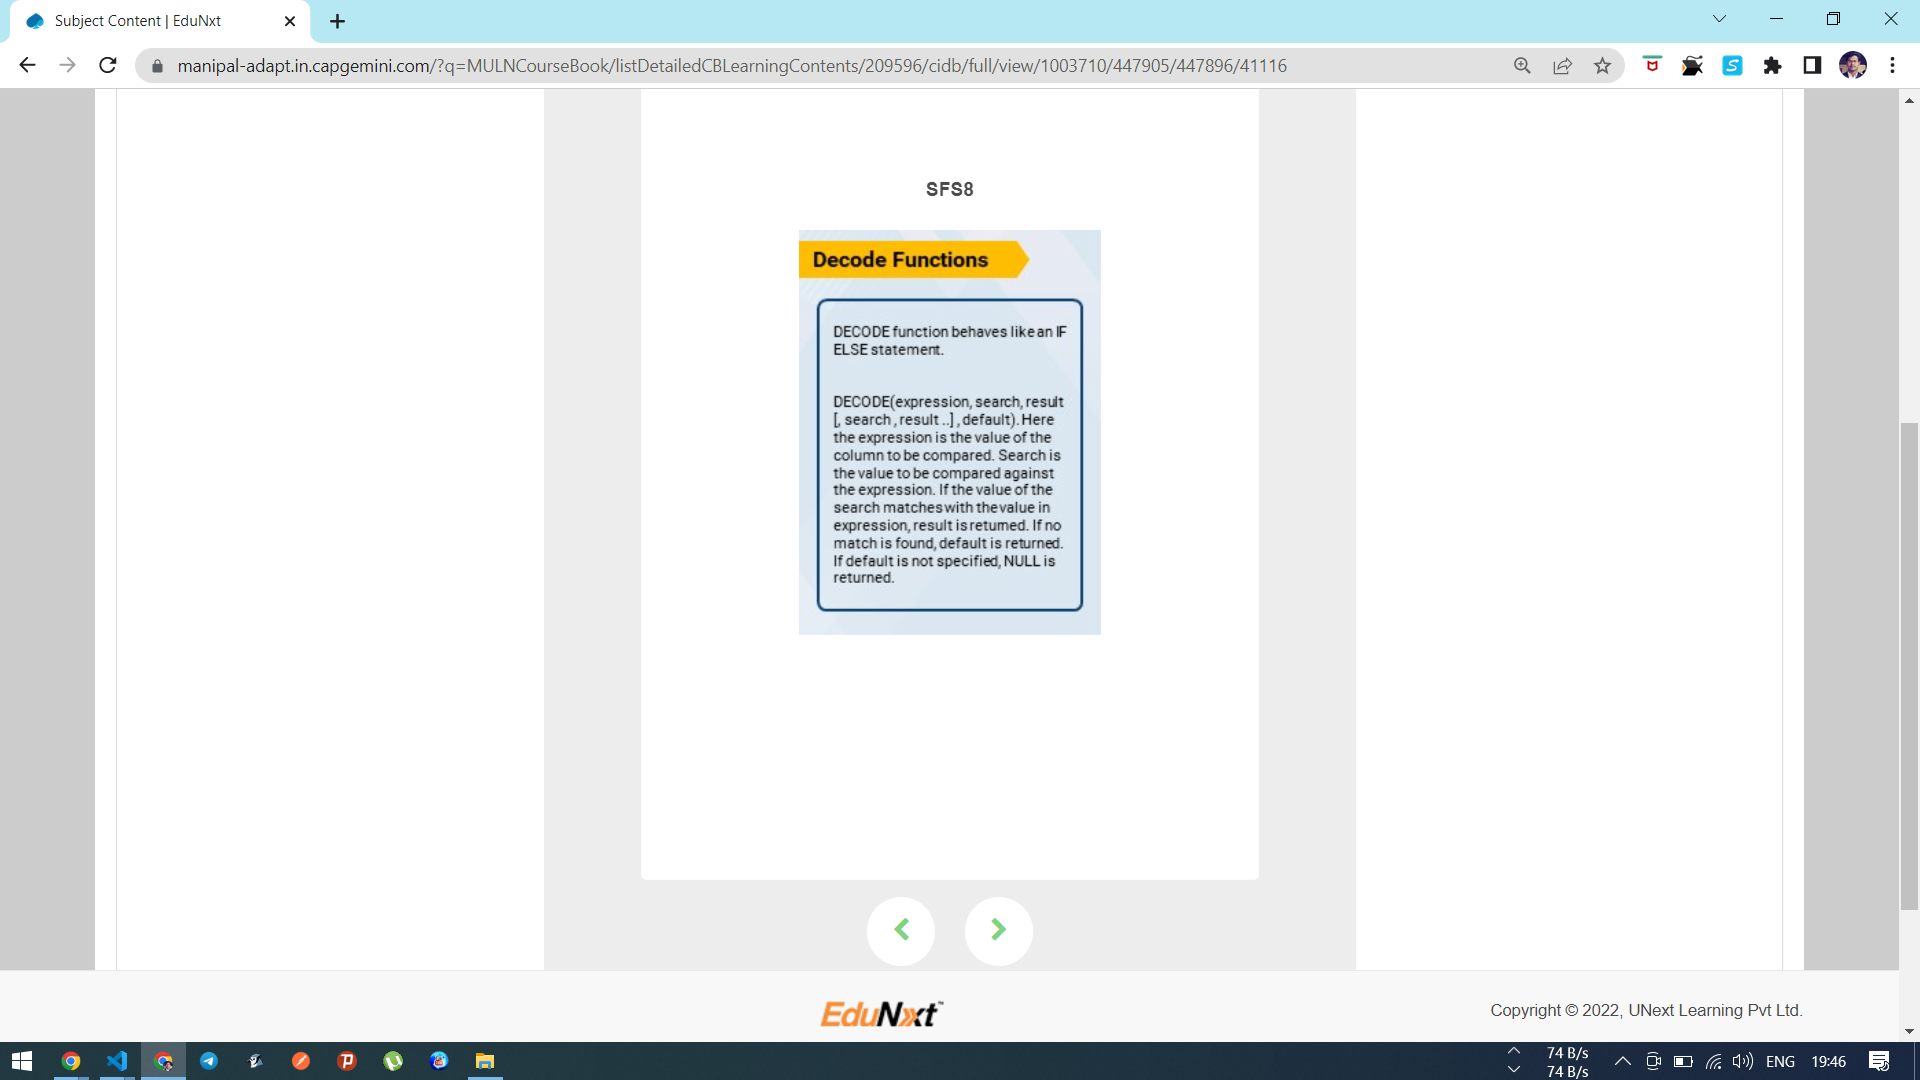 Subject Content | EduNxt
manipal-adapt.in.capgemini.com/?q=MULNCourseBook/listDetailedCBLearningContents/209596/cidb/full/view/1003710/447905/447896/41116
SFS8
Decode Functions
DECODE function behaves like an IF
ELSE statement.
DECODE(expression, search, result
[, search , result ..] , default). Here
the expression is the value of the
column to be compared. Search is
the value to be compared against
the expression. If the value of the
search matches with the value in
expression, result is returned. If no
match is found, default is returned.
If default is not specified, NULL is
returned.
EduNxt
Copyright © 2022, UNext Learning Pvt Ltd.
74 B/s
74 B/s
ENG
19:46